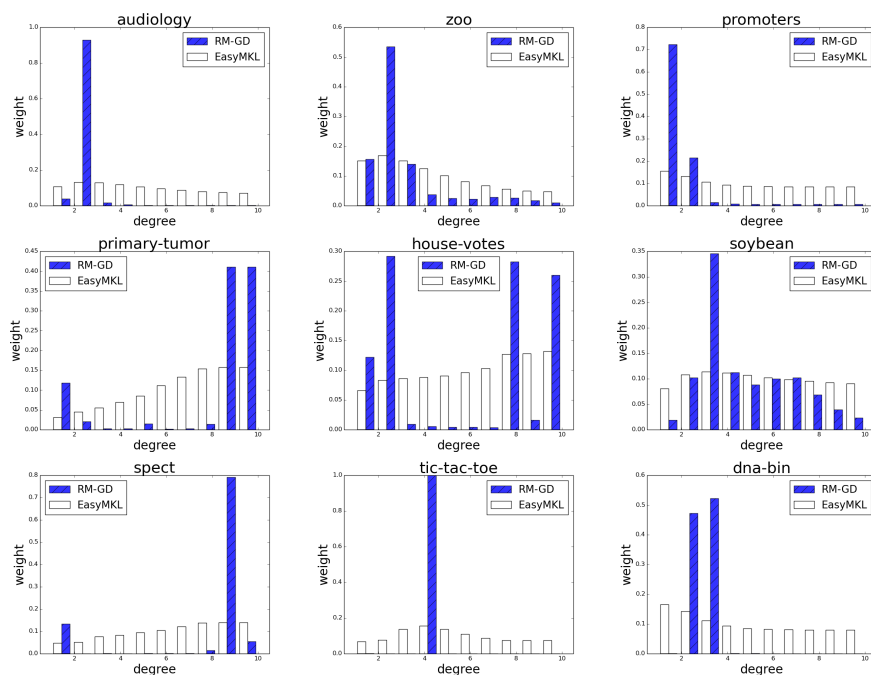 audiology
1.0
0.8
0.6
0.4
0.2
0.0
weight
RM-GD
EasyMKL
2 4 6 8 10
degree
zoo
0.6
0.5
0.4
0.3
0.2
0.1
0.0
weight
RM-GD
EasyMKL
2 4 6 8 10
degree
promoters
0.8
0.7
0.6
0.5
0.4
0.3
0.2
0.1
0.0
weight
RM-GD
EasyMKL
2 4 6 8 10
degree
primary-tumor
0.45
0.40
0.35
0.30
0.25
0.20
0.15
0.10
0.05
0.00
weight
RM-GD
EasyMKL
2 4 6 8 10
degree
house-votes
0.30
0.25
0.20
0.15
0.10
0.05
0.00
weight
RM-GD
EasyMKL
2 4 6 8 10
degree
soybean
0.35
0.30
0.25
0.20
0.15
0.10
0.05
0.00
weight
RM-GD
EasyMKL
2 4 6 8 10
degree
spect
0.8
0.7
0.6
0.5
0.4
0.3
0.2
0.1
0.0
weight
RM-GD
EasyMKL
2 4 6 8 10
degree
tic-tac-toe
1.0
0.8
0.6
0.4
0.2
0.0
weight
RM-GD
EasyMKL
2 4 6 8 10
degree
dna-bin
0.6
0.5
0.4
0.3
0.2
0.1
0.0
weight
RM-GD
EasyMKL
2 4 6 8 10
degree